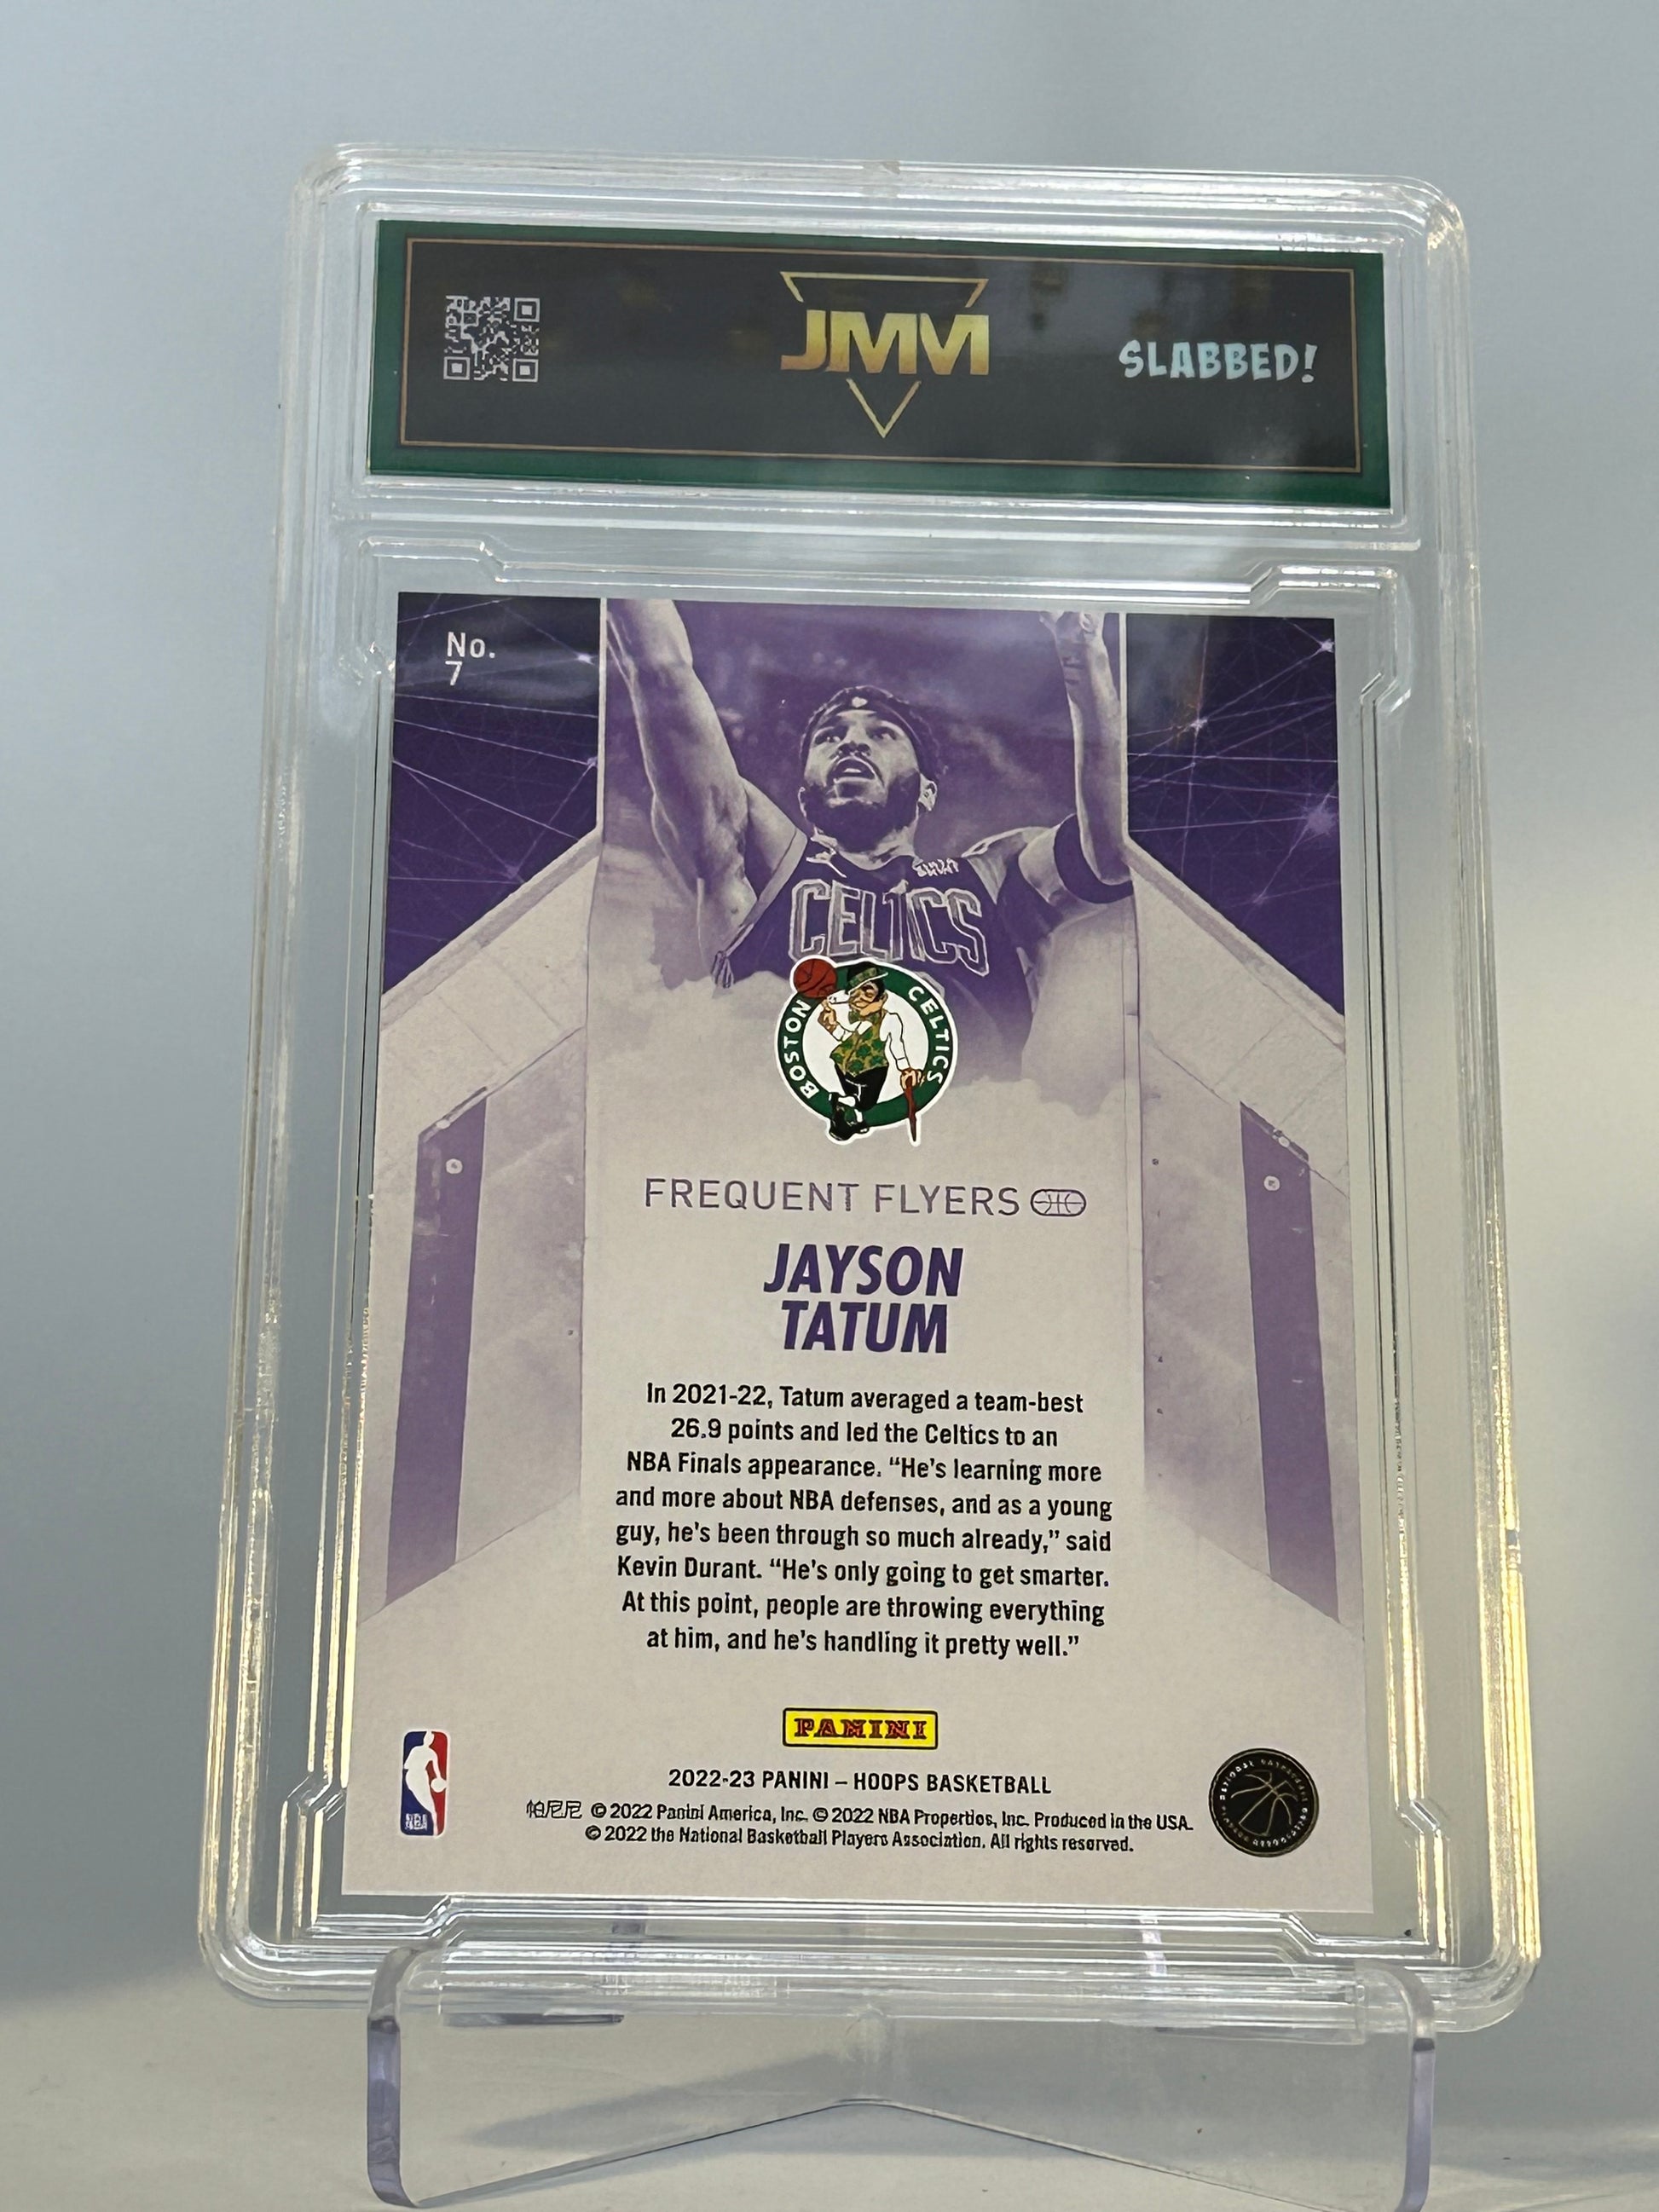 JMM
SLABBED!
No.
7
CELTICS
BOSTON CELTICS
FREQUENT FLYERS
JAYSON
TATUM
In 2021-22, Tatum averaged a team-best
26.9 points and led the Celtics to an
NBA Finals appearance. “He's learning more
and more about NBA defenses, and as a young
guy, he's been through so much already,” said
Kevin Durant. “He's only going to get smarter.
At this point, people are throwing everything
at him, and he's handling it pretty well.”
PANINI
2022-23 PANINI – HOOPS BASKETBALL
帕尼尼 © 2022 Panini America, Inc. © 2022 NBA Properties, Inc. Produced in the USA.
© 2022 the National Basketball Players Association. All rights reserved.
NBA